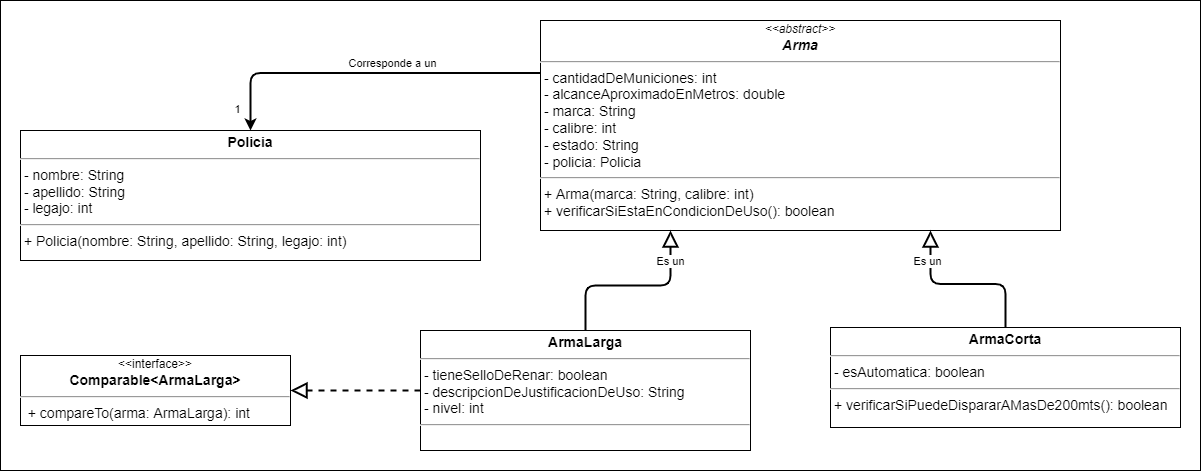 <<abstract>>
Arma
- cantidadDeMuniciones: int
- alcanceAproximadoEnMetros: double
- marca: String
- calibre: int
- estado: String
- policia: Policia
+ Arma(marca: String, calibre: int)
+ verificarSiEstaEnCondicionDeUso(): boolean
Corresponde a un
1
Policia
- nombre: String
- apellido: String
- legajo: int
+ Policia(nombre: String, apellido: String, legajo: int)
Es un
Es un
ArmaLarga
- tieneSelloDeRenar: boolean
- descripcionDeJustificacionDeUso: String
- nivel: int
ArmaCorta
- esAutomatica: boolean
+ verificarSiPuedeDispararAMasDe200mts(): boolean
<<interface>>
Comparable<ArmaLarga>
+ compareTo(arma: ArmaLarga): int